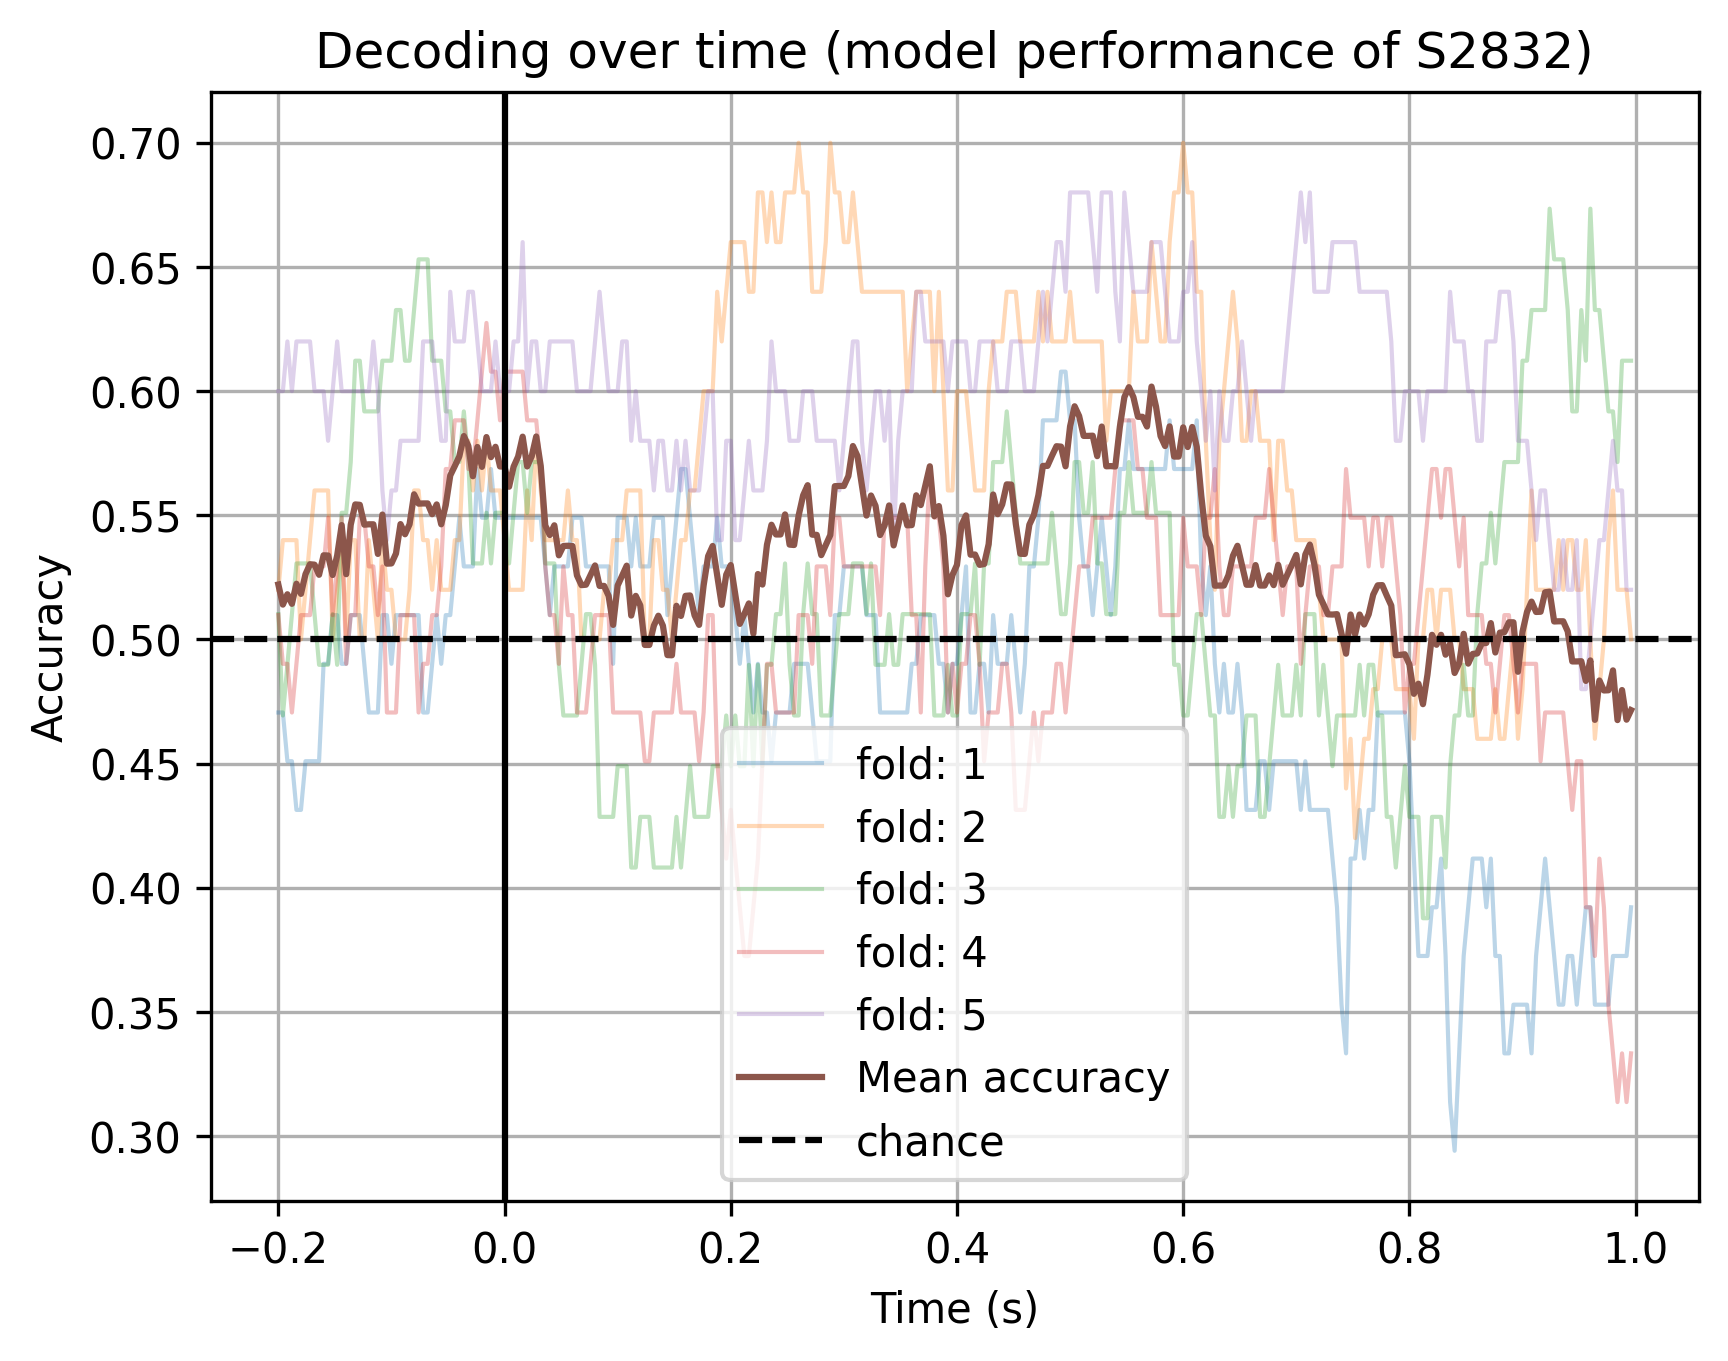 Decoding over time (model performance of S2832)
Accuracy
0.70
0.65
0.60
0.55
0.50
0.45
0.40
0.35
0.30
fold: 1
fold: 2
fold: 3
fold: 4
fold: 5
Mean accuracy
chance
−0.2 0.0 0.2 0.4 0.6 0.8 1.0
Time (s)